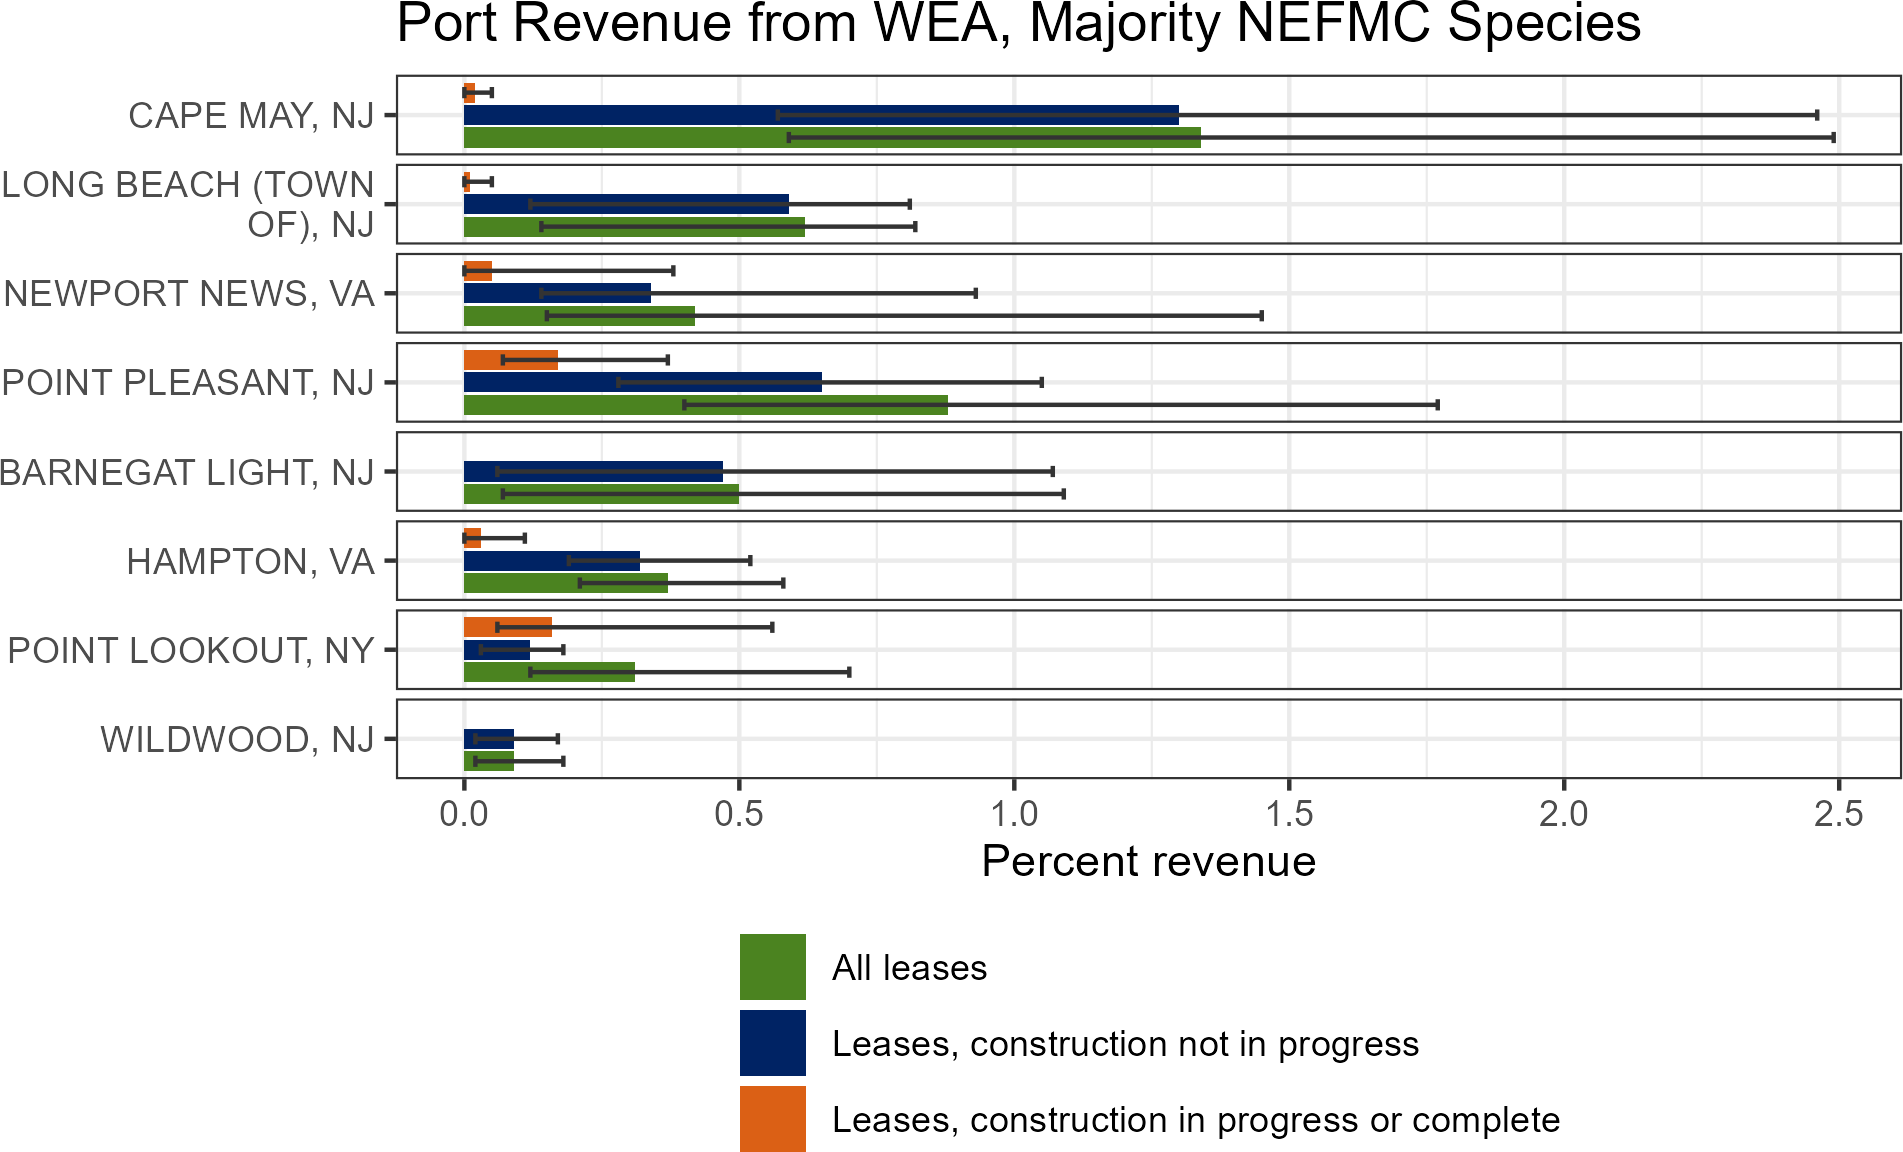 Port Revenue from WEA, Majority NEFMC Species
CAPE MAY, NJ
LONG BEACH (TOWN
OF), NJ
NEWPORT NEWS, VA
POINT PLEASANT, NJ
BARNEGAT LIGHT, NJ
HAMPTON, VA
POINT LOOKOUT, NY
WILDWOOD, NJ
0.0 0.5 1.0 1.5 2.0 2.5
Percent revenue
All leases
Leases, construction not in progress
Leases, construction in progress or complete